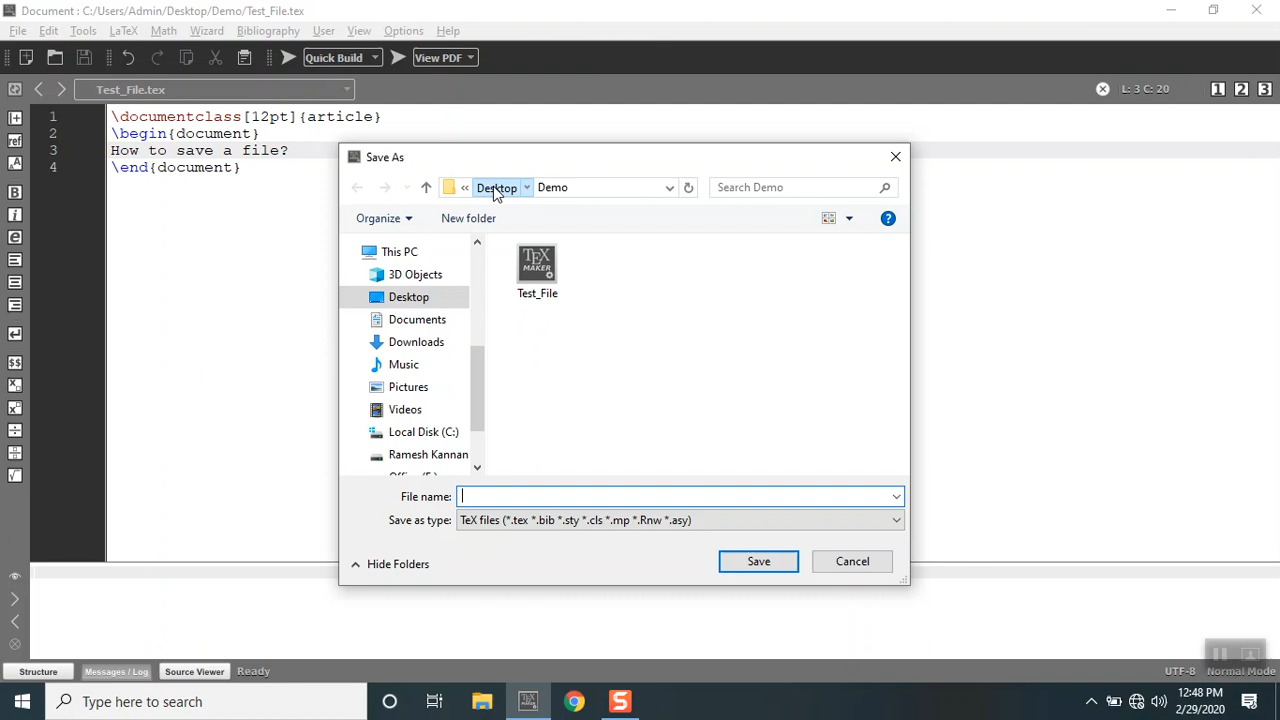 Document : C:/Users/Admin/Desktop/Demo/Test_File.tex
File Edit Tools LaTeX Math Wizard Bibliography User View Options Help
Quick Build View PDF
Test_File.tex L: 3 C: 20 1 2 3
1 \documentclass[12pt]{article}
2 \begin{document}
3 How to save a file?
4 \end{document}
Save As
« Desktop Demo Search Demo
Organize New folder
This PC
3D Objects
Desktop
Documents
Downloads
Music
Pictures
Videos
Local Disk (C:)
Ramesh Kannan
TEX MAKER
Test_File
File name:
Save as type: TeX files (*.tex *.bib *.sty *.cls *.mp *.Rnw *.asy)
Hide Folders Save Cancel
Structure Messages / Log Source Viewer Ready UTF-8 Normal Mode
Type here to search
12:48 PM
2/29/2020